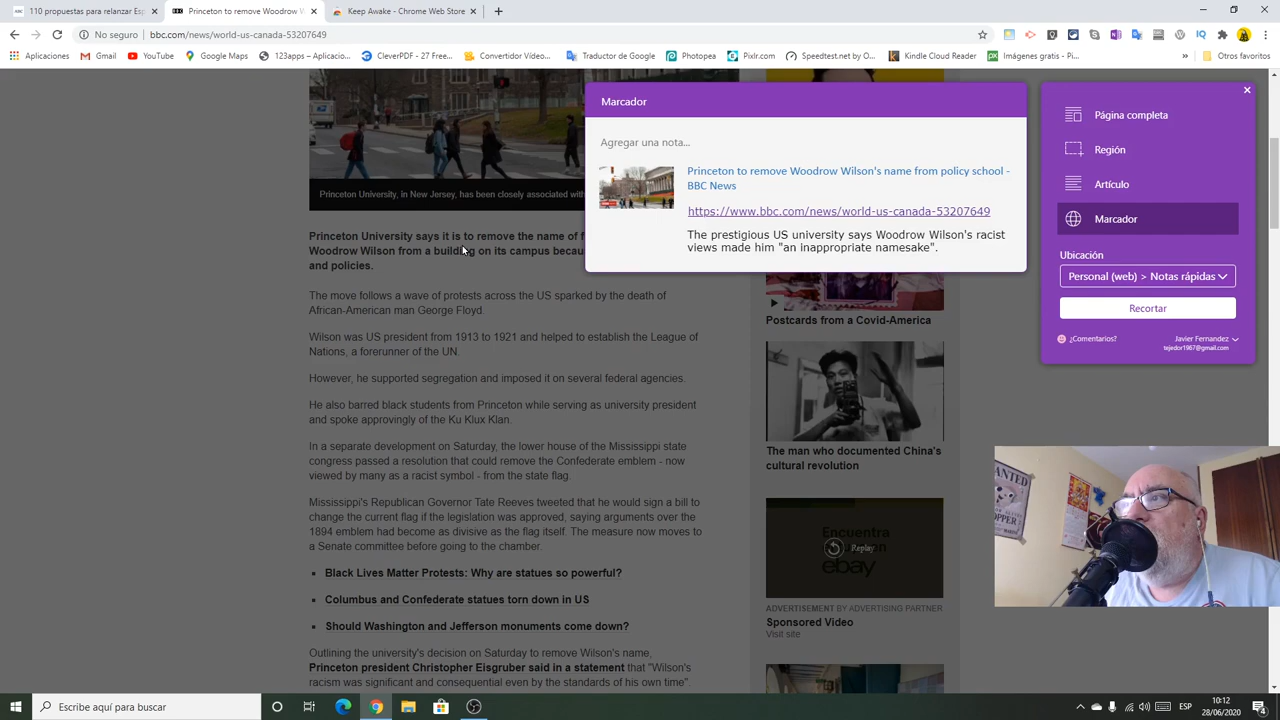 110 propuestas para relanzar Esp
Princeton to remove Woodrow W
Keep Awake - Chrome Web Store
No seguro
bbc.com/news/world-us-canada-53207649
Aplicaciones
Gmail
YouTube
Google Maps
123apps – Aplicacio...
CleverPDF - 27 Free...
Convertidor Vídeo...
Traductor de Google
Photopea
Pixlr.com
Speedtest.net by O...
Kindle Cloud Reader
Imágenes gratis - Pi...
Otros favoritos
Princeton University, in New Jersey, has been closely associated with
Princeton University says it is to remove the name of f
Woodrow Wilson from a building on its campus becau
and policies.
The move follows a wave of protests across the US sparked by the death of
African-American man George Floyd.
Wilson was US president from 1913 to 1921 and helped to establish the League of
Nations, a forerunner of the UN.
However, he supported segregation and imposed it on several federal agencies.
He also barred black students from Princeton while serving as university president
and spoke approvingly of the Ku Klux Klan.
In a separate development on Saturday, the lower house of the Mississippi state
congress passed a resolution that could remove the Confederate emblem - now
viewed by many as a racist symbol - from the state flag.
Mississippi's Republican Governor Tate Reeves tweeted that he would sign a bill to
change the current flag if the legislation was approved, saying arguments over the
1894 emblem had become as divisive as the flag itself. The measure now moves to
a Senate committee before going to the chamber.
Black Lives Matter Protests: Why are statues so powerful?
Columbus and Confederate statues torn down in US
Should Washington and Jefferson monuments come down?
Outlining the university's decision on Saturday to remove Wilson's name,
Princeton president Christopher Eisgruber said in a statement that "Wilson's
racism was significant and consequential even by the standards of his own time".
Marcador
Agregar una nota...
Princeton to remove Woodrow Wilson's name from policy school -
BBC News
https://www.bbc.com/news/world-us-canada-53207649
The prestigious US university says Woodrow Wilson's racist
views made him "an inappropriate namesake".
Postcards from a Covid-America
The man who documented China's
cultural revolution
Encuentra
en
ebay
Replay
ADVERTISEMENT BY ADVERTISING PARTNER
Sponsored Video
Visit site
Página completa
Región
Artículo
Marcador
Ubicación
Personal (web) > Notas rápidas
Recortar
¿Comentarios?
Javier Fernandez
tejedor1967@gmail.com
WANTED
Escribe aquí para buscar
ESP
10:12
28/06/2020
4